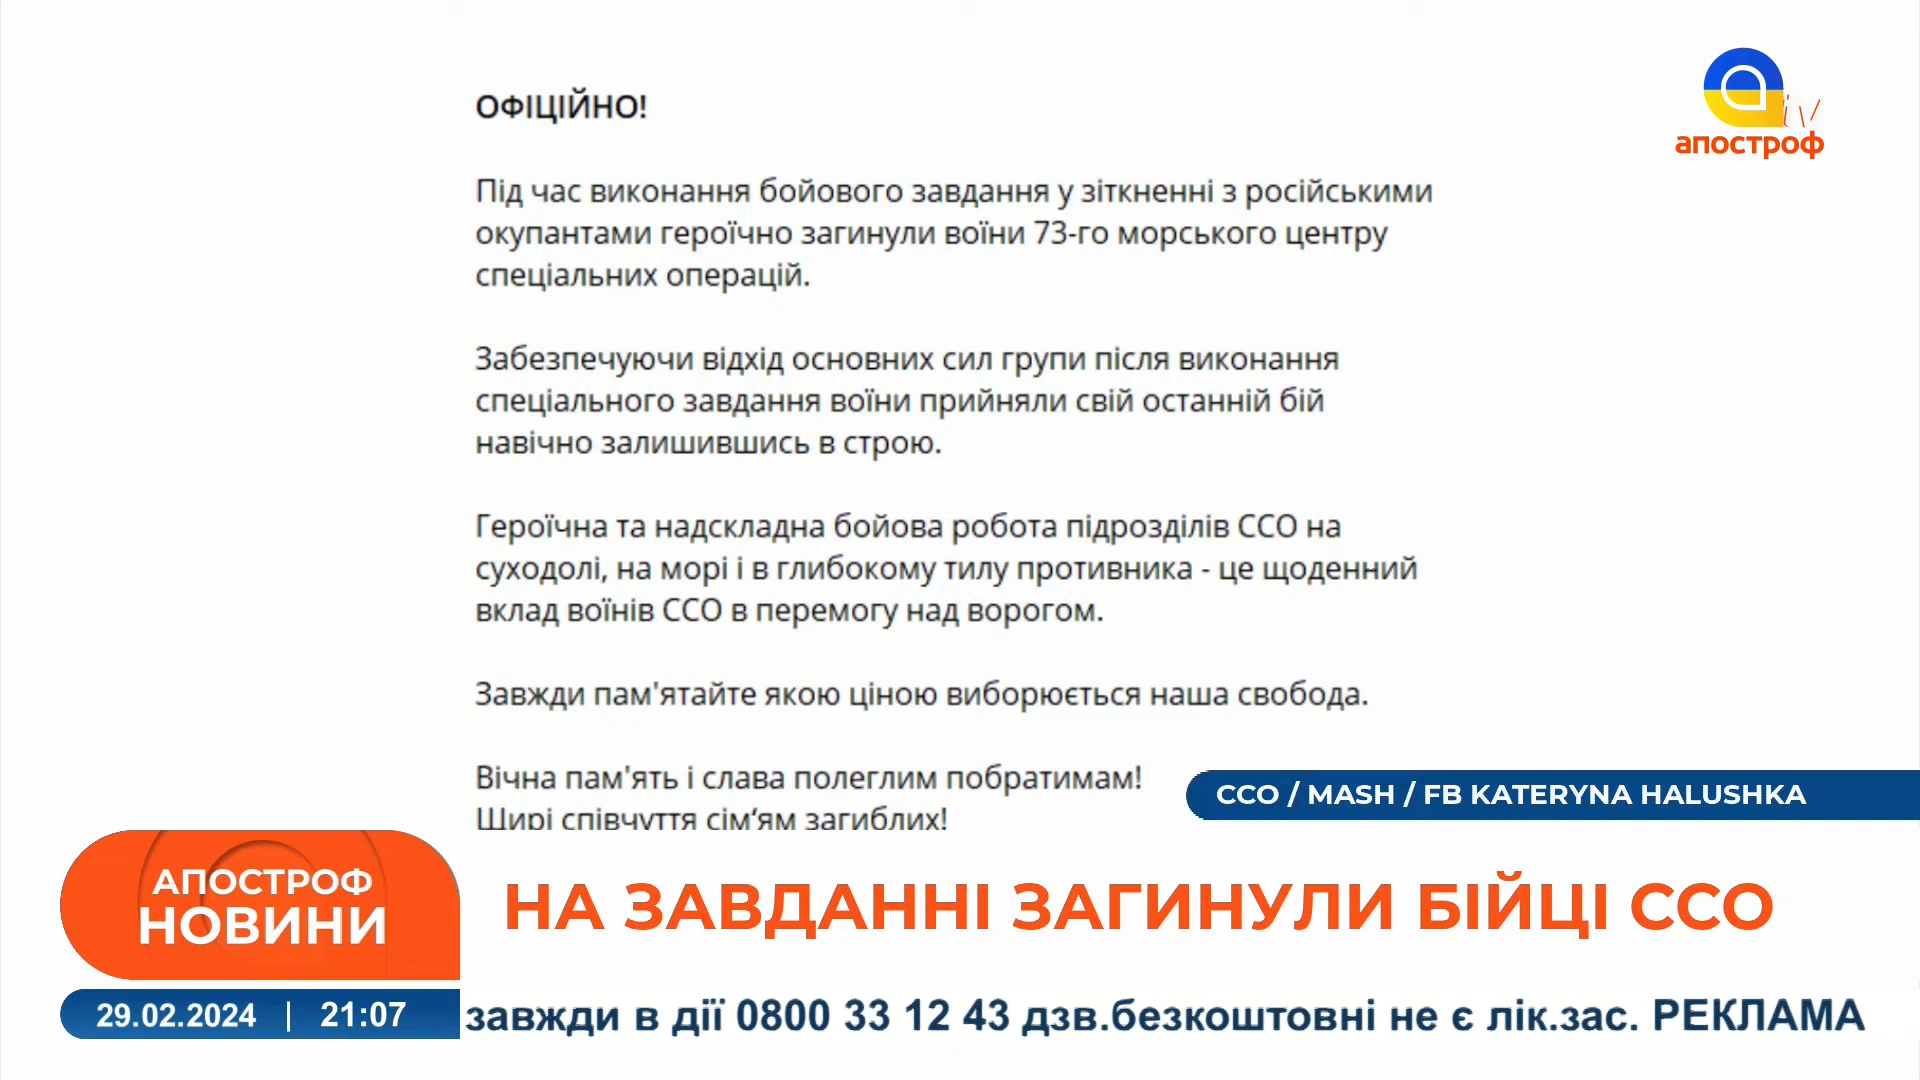 ОФІЦІЙНО!
Під час виконання бойового завдання у зіткненні з російськими
окупантами героїчно загинули воїни 73-го морського центру
спеціальних операцій.
Забезпечуючи відхід основних сил групи після виконання
спеціального завдання воїни прийняли свій останній бій
навічно залишившись в строю.
Героїчна та надскладна бойова робота підрозділів ССО на
суходолі, на морі і в глибокому тилу противника - це щоденний
вклад воїнів ССО в перемогу над ворогом.
Завжди пам'ятайте якою ціною виборюється наша свобода.
Вічна пам'ять і слава полеглим побратимам!
Щирі співчуття сім‘ям загиблих!
tv
апостроф
ССО / MASH / FB KATERYNA HALUSHKA
АПОСТРОФ
НОВИНИ
НА ЗАВДАННІ ЗАГИНУЛИ БІЙЦІ ССО
29.02.2024 | 21:07
завжди в дії 0800 33 12 43 дзв.безкоштовні не є лік.зас. РЕКЛАМА